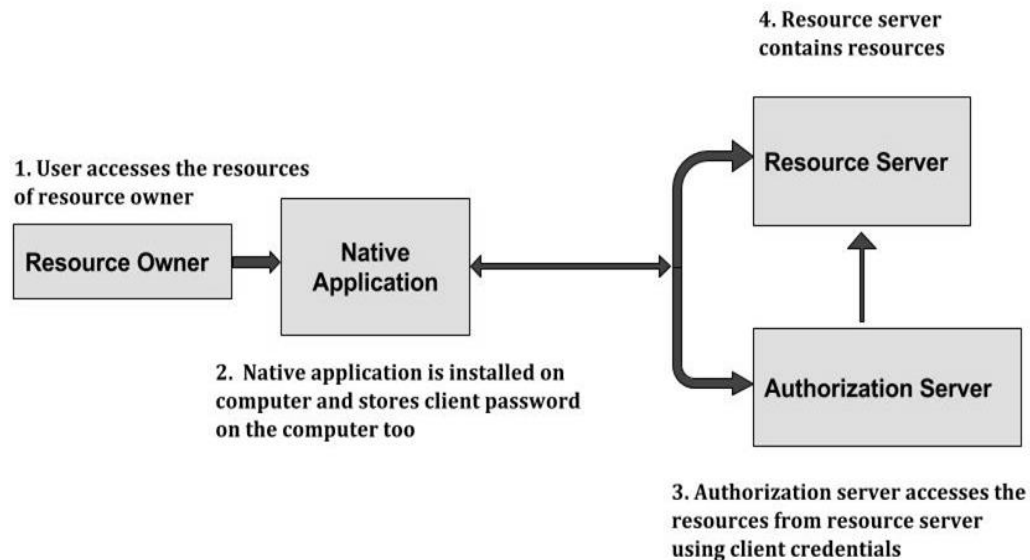 4. Resource server
contains resources
Resource Server
1. User accesses the resources
of resource owner
Resource Owner
Native
Application
2. Native application is installed on
computer and stores client password
on the computer too
Authorization Server
3. Authorization server accesses the
resources from resource server
using client credentials